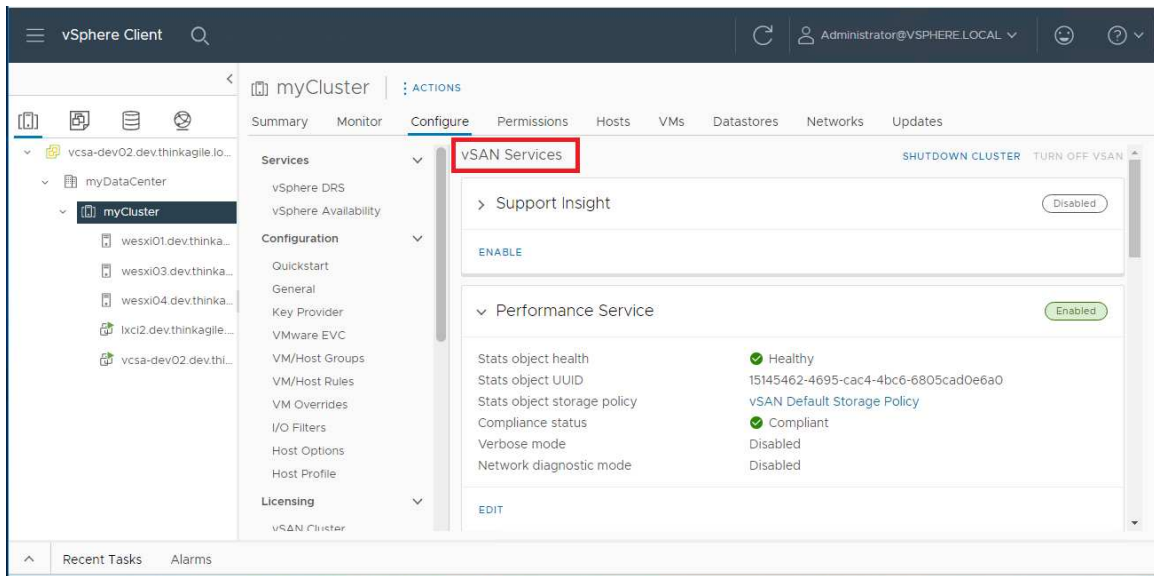 vSphere Client
Administrator@VSPHERE.LOCAL
myCluster
ACTIONS
Summary Monitor Configure Permissions Hosts VMs Datastores Networks Updates
vcsa-dev02.dev.thinkagile.lo...
myDataCenter
myCluster
wesxi01.dev.thinka...
wesxi03.dev.thinka...
wesxi04.dev.thinka...
lxci2.dev.thinkagile....
vcsa-dev02.dev.thi...
Services
vSphere DRS
vSphere Availability
Configuration
Quickstart
General
Key Provider
VMware EVC
VM/Host Groups
VM/Host Rules
VM Overrides
I/O Filters
Host Options
Host Profile
Licensing
vSAN Cluster
vSAN Services
SHUTDOWN CLUSTER TURN OFF VSAN
Support Insight Disabled
ENABLE
Performance Service Enabled
Stats object health Healthy
Stats object UUID 15145462-4695-cac4-4bc6-6805cad0e6a0
Stats object storage policy vSAN Default Storage Policy
Compliance status Compliant
Verbose mode Disabled
Network diagnostic mode Disabled
EDIT
Recent Tasks Alarms